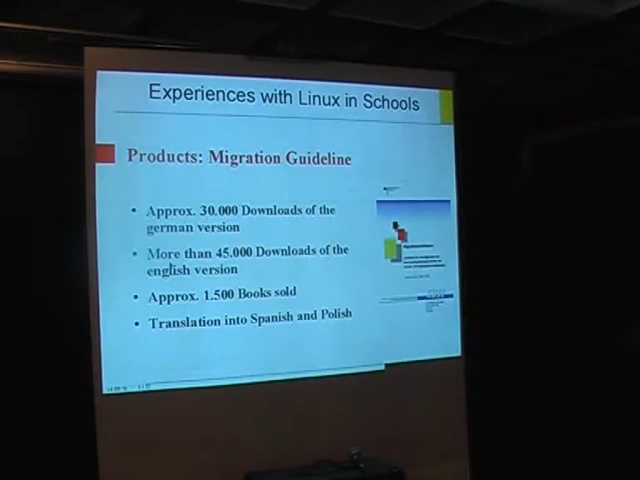 Experiences with Linux in Schools
Products: Migration Guideline
• Approx. 30.000 Downloads of the
german version
• More than 45.000 Downloads of the
english version
• Approx. 1.500 Books sold
• Translation into Spanish and Polish